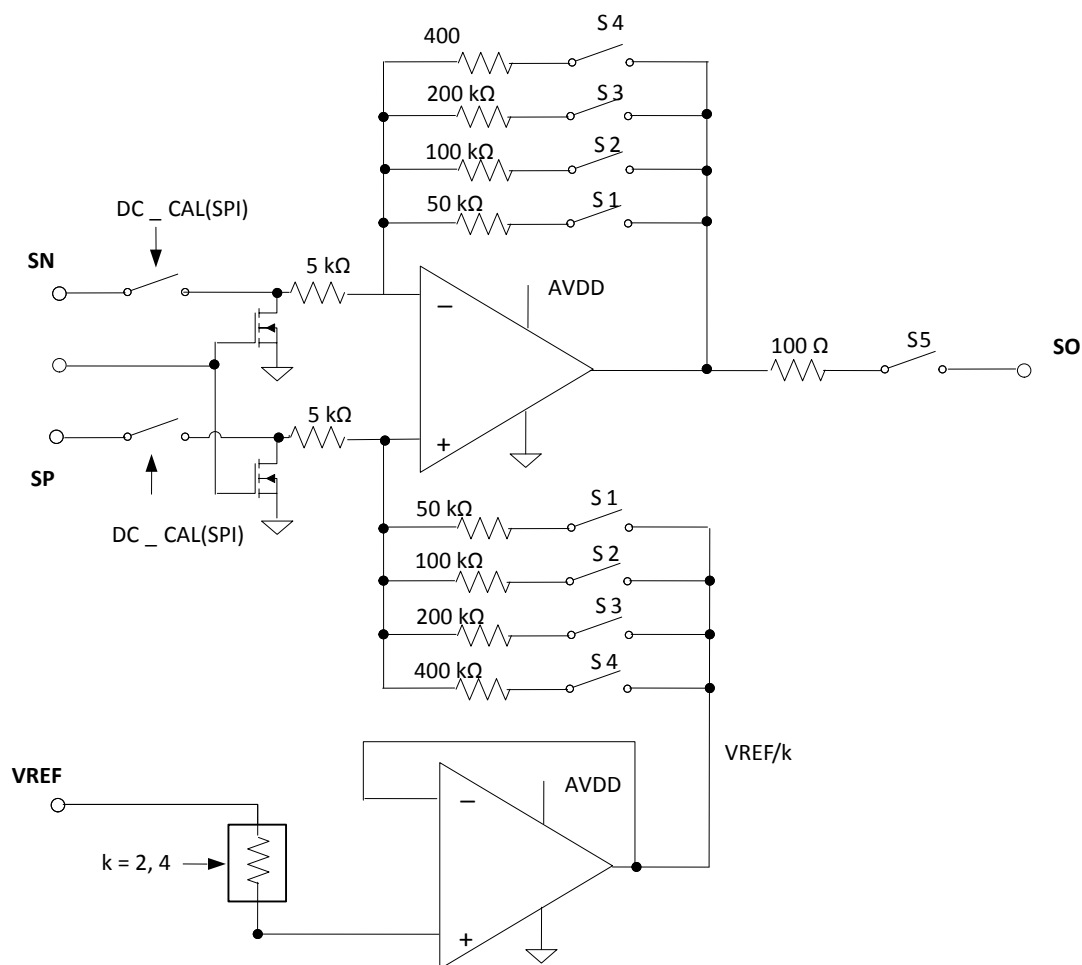 S 4
400
200 kΩ
S 3
100 kΩ
S 2
50 kΩ
S 1
DC _ CAL(SPI)
SN
5 kΩ
AVDD
−
100 Ω
S5
SO
5 kΩ
+
SP
DC _ CAL(SPI)
50 kΩ
S 1
100 kΩ
S 2
200 kΩ
S 3
400 kΩ
S 4
VREF/k
VREF
AVDD
−
k = 2, 4
+